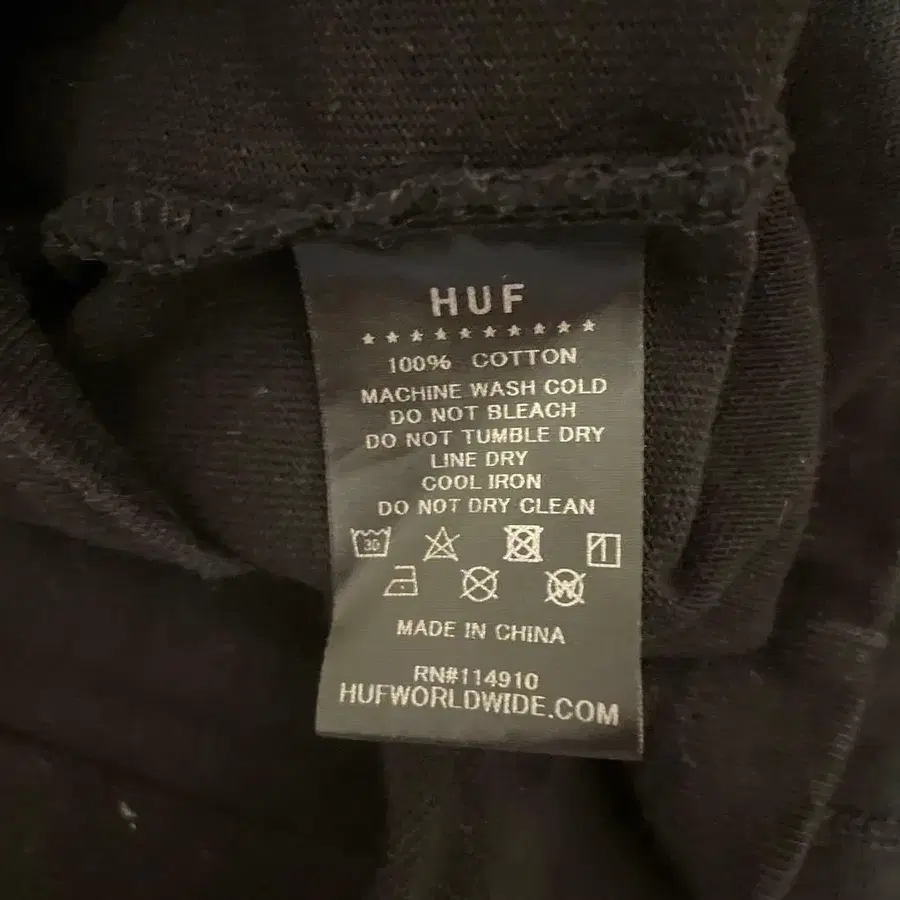 HUF
★★★★★★★★★★
100% COTTON
MACHINE WASH COLD
DO NOT BLEACH
DO NOT TUMBLE DRY
LINE DRY
COOL IRON
DO NOT DRY CLEAN
30
W
MADE IN CHINA
RN#114910
HUFWORLDWIDE.COM